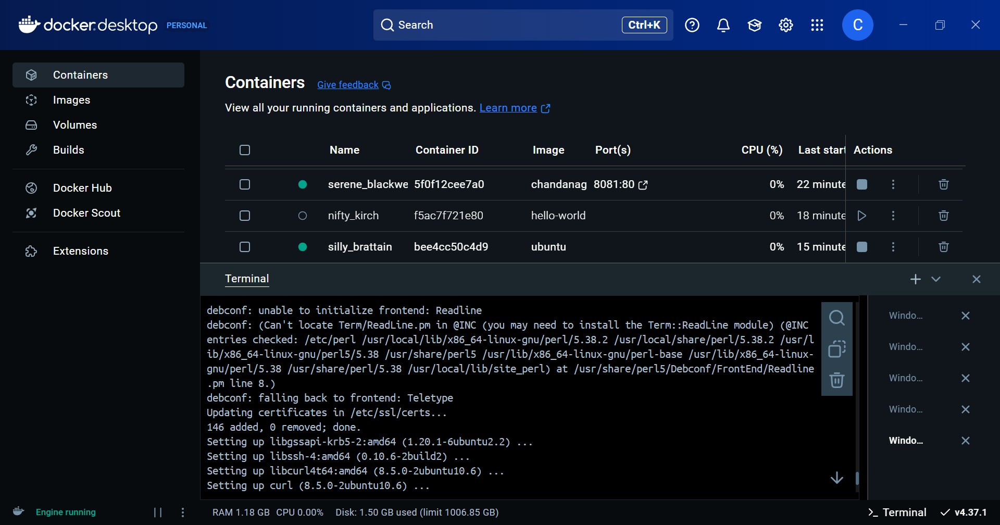 docker desktop PERSONAL
Search Ctrl+K
C
Containers
Images
Volumes
Builds
Docker Hub
Docker Scout
Extensions
Containers Give feedback
View all your running containers and applications. Learn more
Name Container ID Image Port(s) CPU (%) Last start Actions
serene_blackwe 5f0f12cee7a0 chandanag 8081:80 0% 22 minute
nifty_kirch f5ac7f721e80 hello-world 0% 18 minute
silly_brattain bee4cc50c4d9 ubuntu 0% 15 minute
Terminal
debconf: unable to initialize frontend: Readline
debconf: (Can't locate Term/ReadLine.pm in @INC (you may need to install the Term::ReadLine module) (@INC
entries checked: /etc/perl /usr/local/lib/x86_64-linux-gnu/perl/5.38.2 /usr/local/share/perl/5.38.2 /usr/l
ib/x86_64-linux-gnu/perl5/5.38 /usr/share/perl5 /usr/lib/x86_64-linux-gnu/perl-base /usr/lib/x86_64-linux-
gnu/perl/5.38 /usr/share/perl/5.38 /usr/local/lib/site_perl) at /usr/share/perl5/Debconf/FrontEnd/Readline
.pm line 8.)
debconf: falling back to frontend: Teletype
Updating certificates in /etc/ssl/certs...
146 added, 0 removed; done.
Setting up libgssapi-krb5-2:amd64 (1.20.1-6ubuntu2.2) ...
Setting up libssh-4:amd64 (0.10.6-2build2) ...
Setting up libcurl4t64:amd64 (8.5.0-2ubuntu10.6) ...
Setting up curl (8.5.0-2ubuntu10.6) ...
Windo...
Windo...
Windo...
Windo...
Windo...
Engine running
RAM 1.18 GB CPU 0.00% Disk: 1.50 GB used (limit 1006.85 GB)
Terminal
v4.37.1